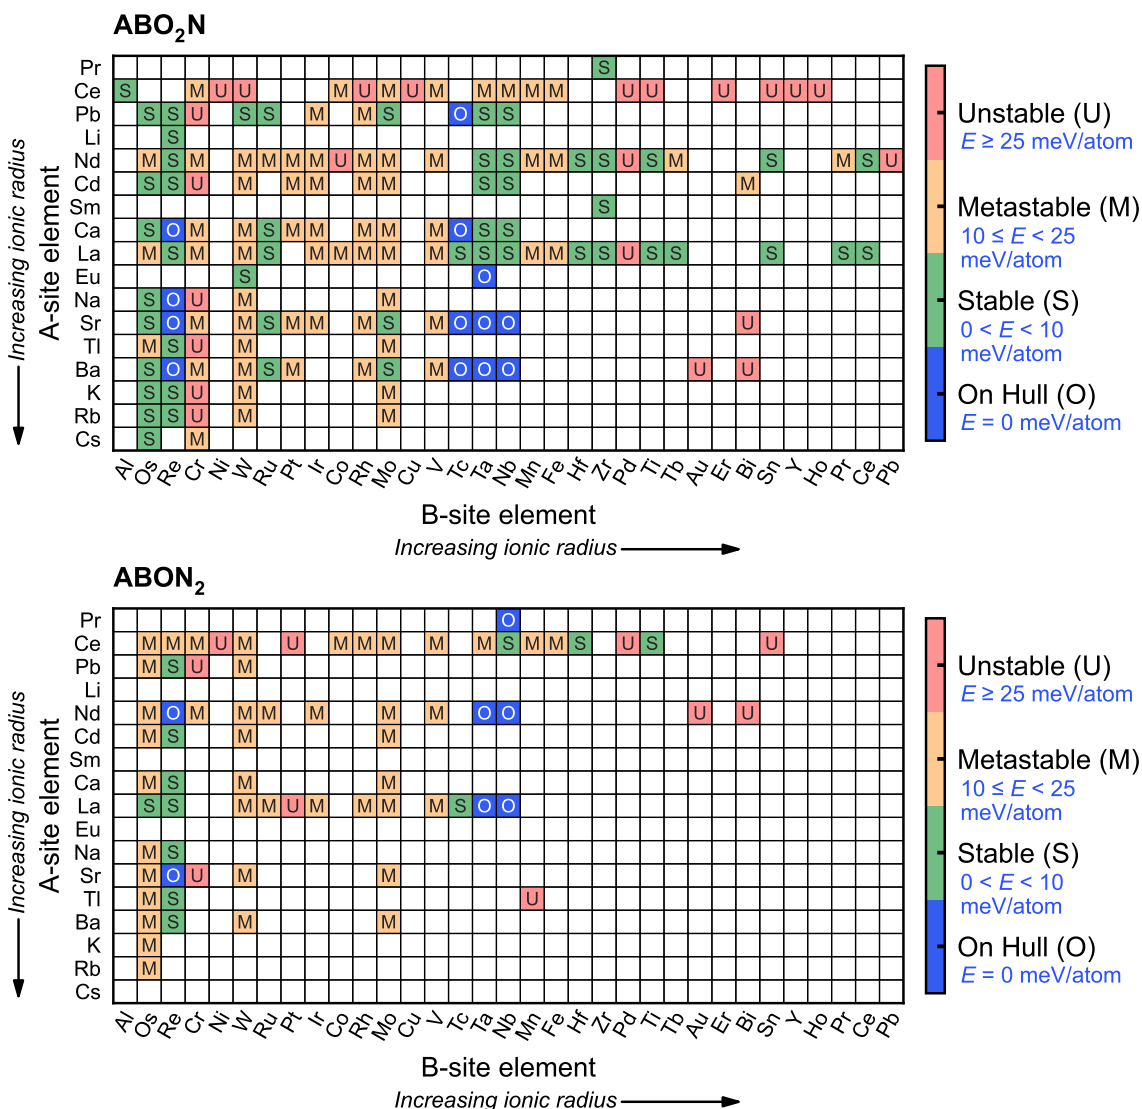 ABO₂N
Pr S
Ce S M U U M U M U M M M M M U U U U U U
Pb S S U S S M M S O S S
Li S
Nd M S M M M M M U M M M S S M M S S U S M S M S U
Cd S S U M M M M M S S M
Sm S
Ca S O M M S M M M M M O S S
La M S M M S M M M M M S S S M M S S U S S S S S
Eu S O
Na S O U M M
Sr S O M M S M M M S M O O O U
Tl M S U M M
Ba S O M M S M M S M O O O U U
K S S U M M
Rb S S U M M
Cs S M
Al Os Re Cr Ni W Ru Pt Ir Co Rh Mo Cu V Tc Ta Nb Mn Fe Hf Zr Pd Ti Tb Au Er Bi Sn Y Ho Pr Ce Pb
B-site element
Increasing ionic radius
A-site element
Increasing ionic radius
Unstable (U)
E ≥ 25 meV/atom
Metastable (M)
10 ≤ E < 25
meV/atom
Stable (S)
0 < E < 10
meV/atom
On Hull (O)
E = 0 meV/atom
ABON₂
Pr O
Ce M M M U M U M M M M M S M M S U S U
Pb M S U M
Li
Nd M O M M M M M M O O U U
Cd M S M M
Sm
Ca M S M M
La S S M M U M M M M S O O
Eu
Na M S
Sr M O U M M
Tl M S U
Ba M S M M
K M
Rb M
Cs
Al Os Re Cr Ni W Ru Pt Ir Co Rh Mo Cu V Tc Ta Nb Mn Fe Hf Zr Pd Ti Tb Au Er Bi Sn Y Ho Pr Ce Pb
B-site element
Increasing ionic radius
A-site element
Increasing ionic radius
Unstable (U)
E ≥ 25 meV/atom
Metastable (M)
10 ≤ E < 25
meV/atom
Stable (S)
0 < E < 10
meV/atom
On Hull (O)
E = 0 meV/atom